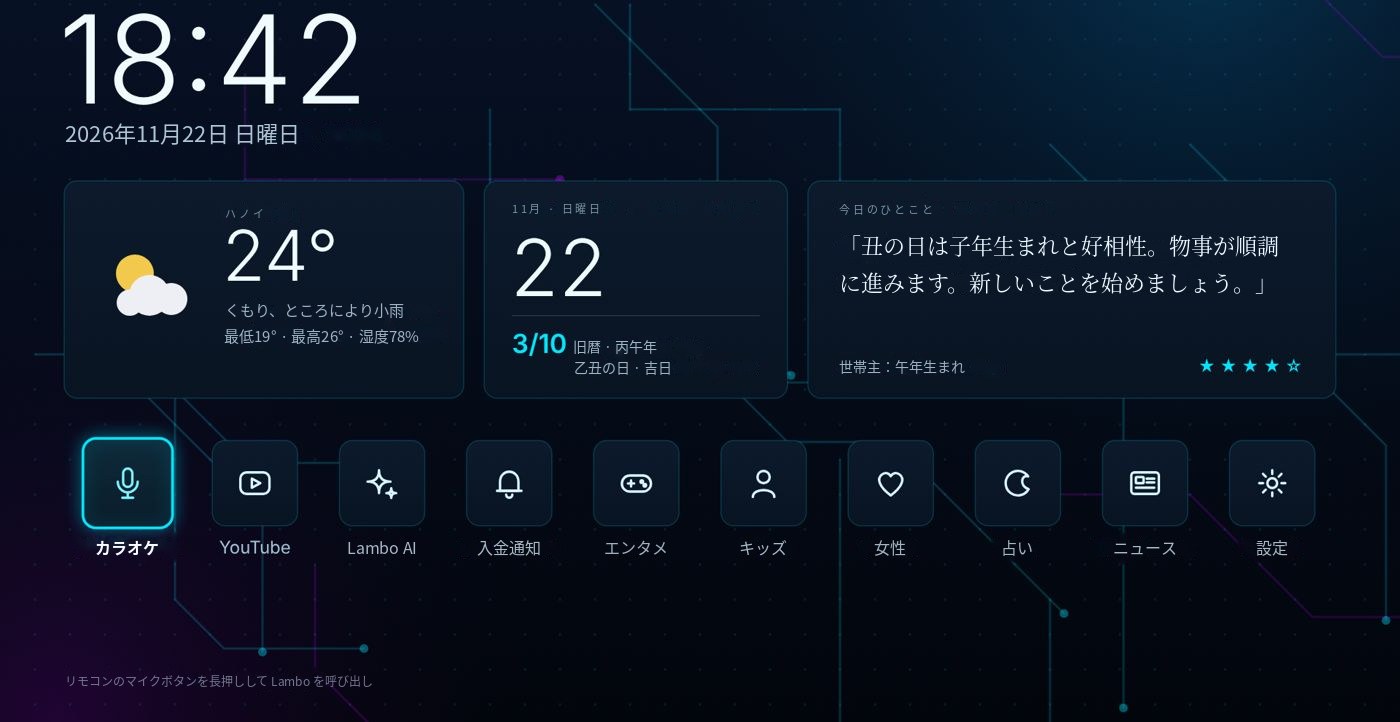 18:42
2026年11月22日 日曜日
ハノイ
24°
くもり、ところにより小雨
最低19° · 最高26° · 湿度78%
11月 · 日曜日
22
3/10 旧暦 · 丙午年
乙丑の日 · 吉日
今日のひとこと
「丑の日は子年生まれと好相性。物事が順調
に進みます。新しいことを始めましょう。」
世帯主：午年生まれ
★★★★☆
カラオケ
YouTube
Lambo AI
入金通知
エンタメ
キッズ
女性
占い
ニュース
設定
リモコンのマイクボタンを長押しして Lambo を呼び出し